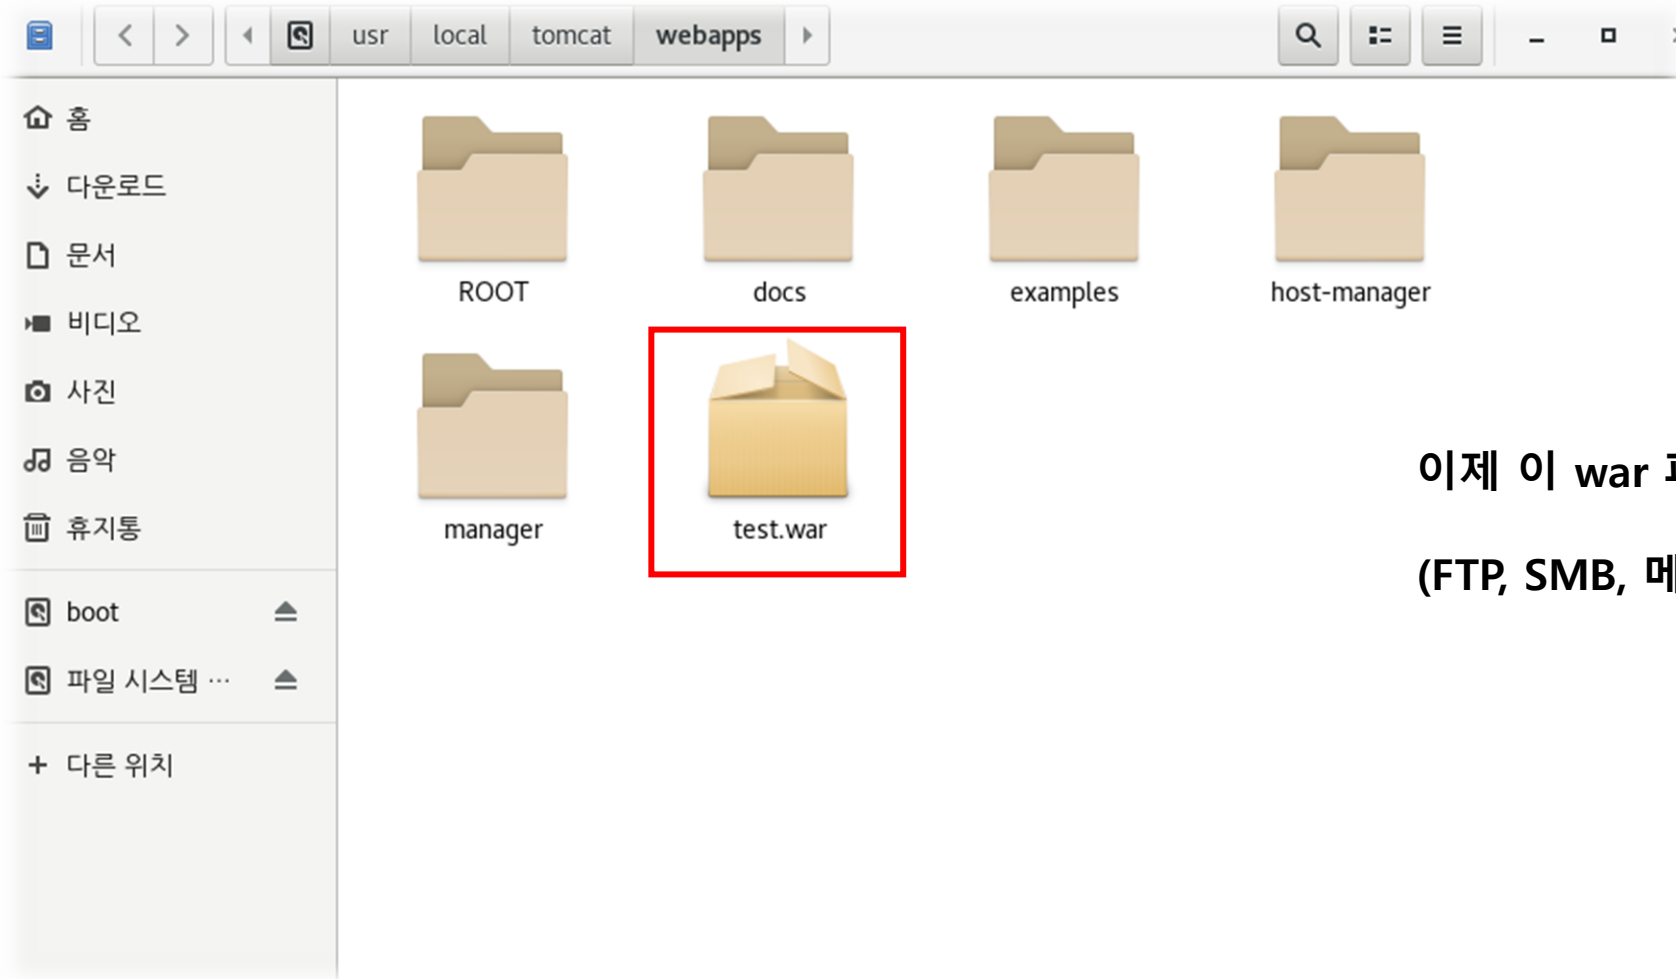 usr local tomcat webapps
홈
다운로드
문서
비디오
사진
음악
휴지통
boot
파일 시스템 …
다른 위치
ROOT docs examples host-manager
manager test.war
이제 이 war
(FTP, SMB,